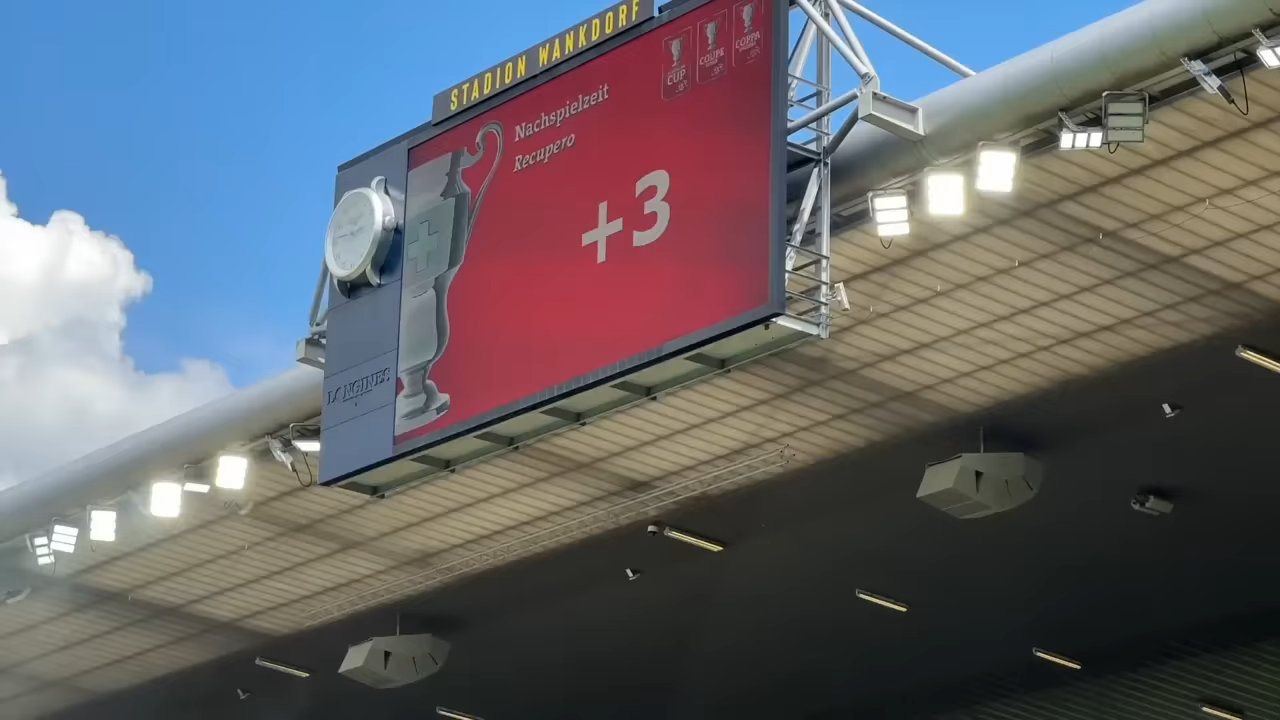 STADION WANKDORF
Nachspielzeit
Recupero
+3
CUP
COUPE
COPPA
LONGINES